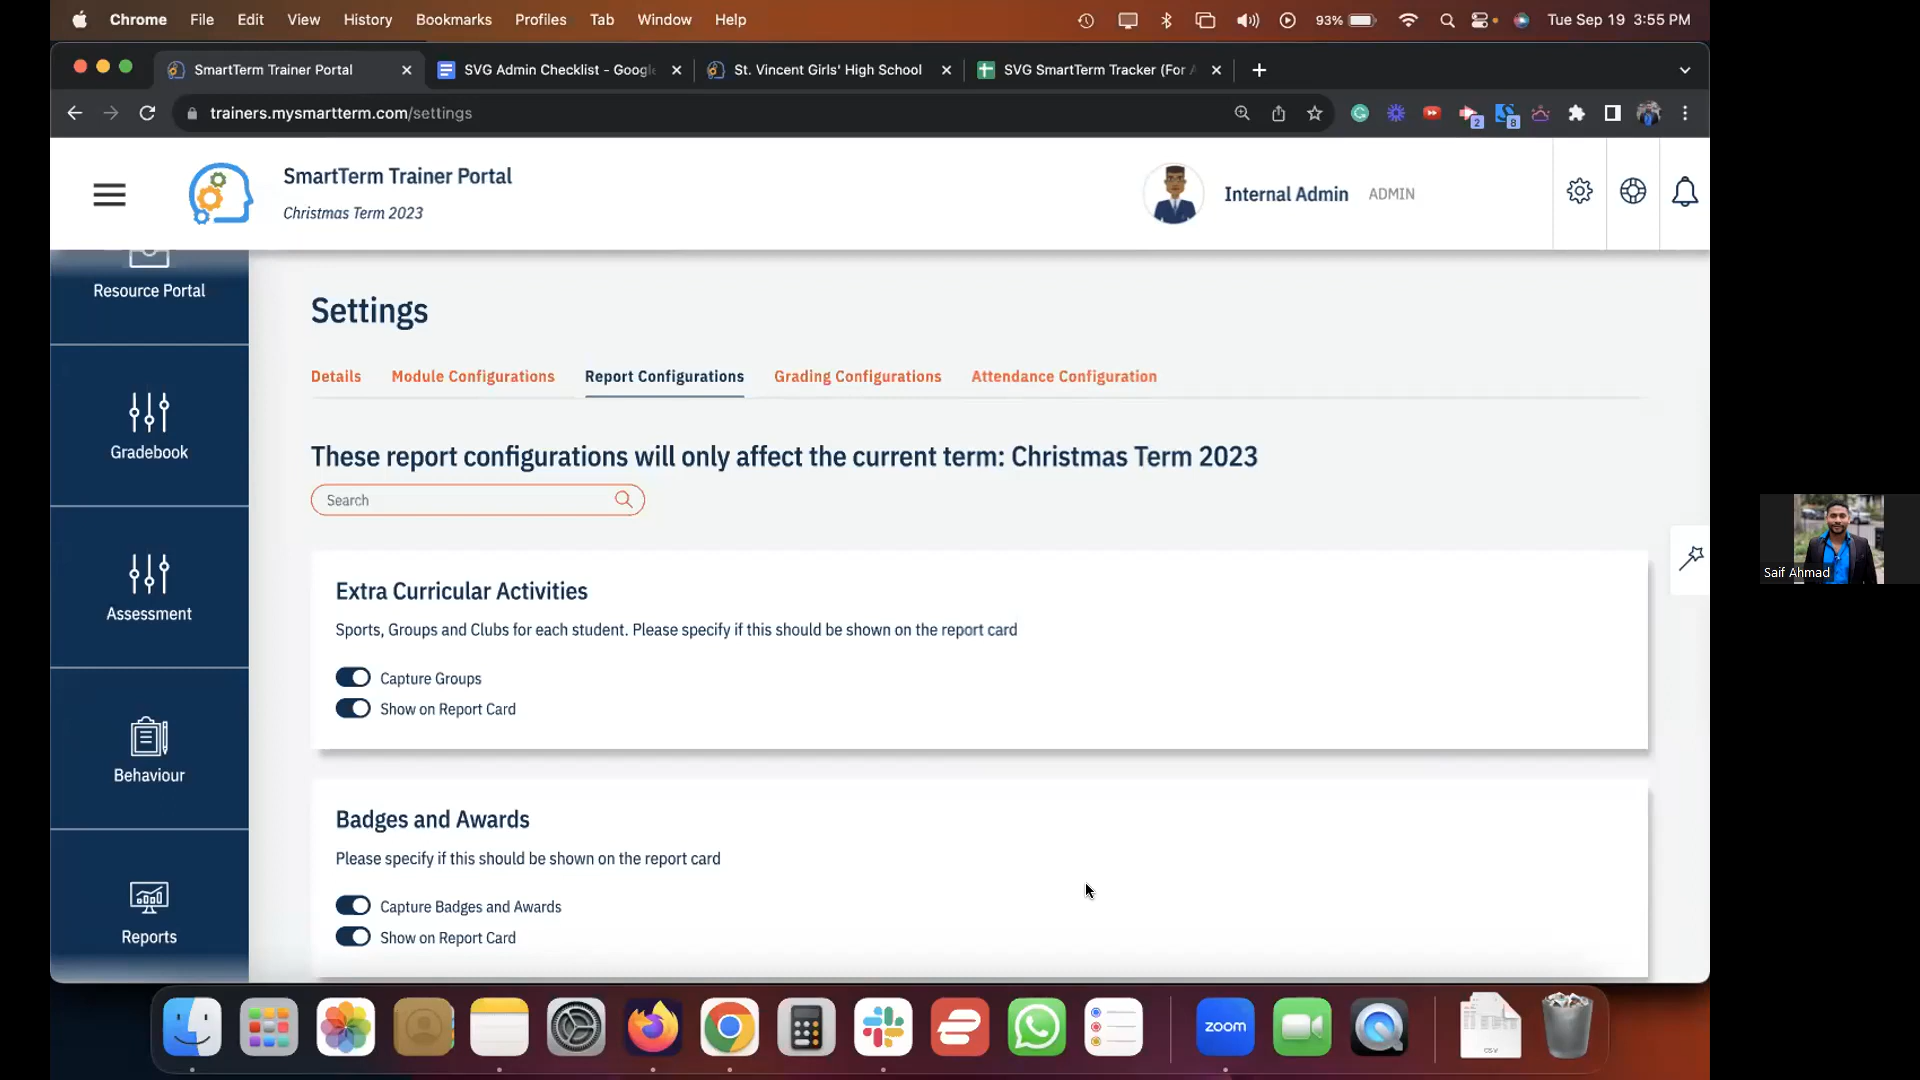 Chrome File Edit View History Bookmarks Profiles Tab Window Help 93% Tue Sep 19 3:55 PM
SmartTerm Trainer Portal SVG Admin Checklist - Google St. Vincent Girls' High School SVG SmartTerm Tracker (For
trainers.mysmartterm.com/settings 2 8
SmartTerm Trainer Portal
Christmas Term 2023
Internal Admin ADMIN
Resource Portal
Gradebook
Assessment
Behaviour
Reports
Settings
Details Module Configurations Report Configurations Grading Configurations Attendance Configuration
These report configurations will only affect the current term: Christmas Term 2023
Search
Extra Curricular Activities
Sports, Groups and Clubs for each student. Please specify if this should be shown on the report card
Capture Groups
Show on Report Card
Badges and Awards
Please specify if this should be shown on the report card
Capture Badges and Awards
Show on Report Card
Saif Ahmad
zoom
CSV